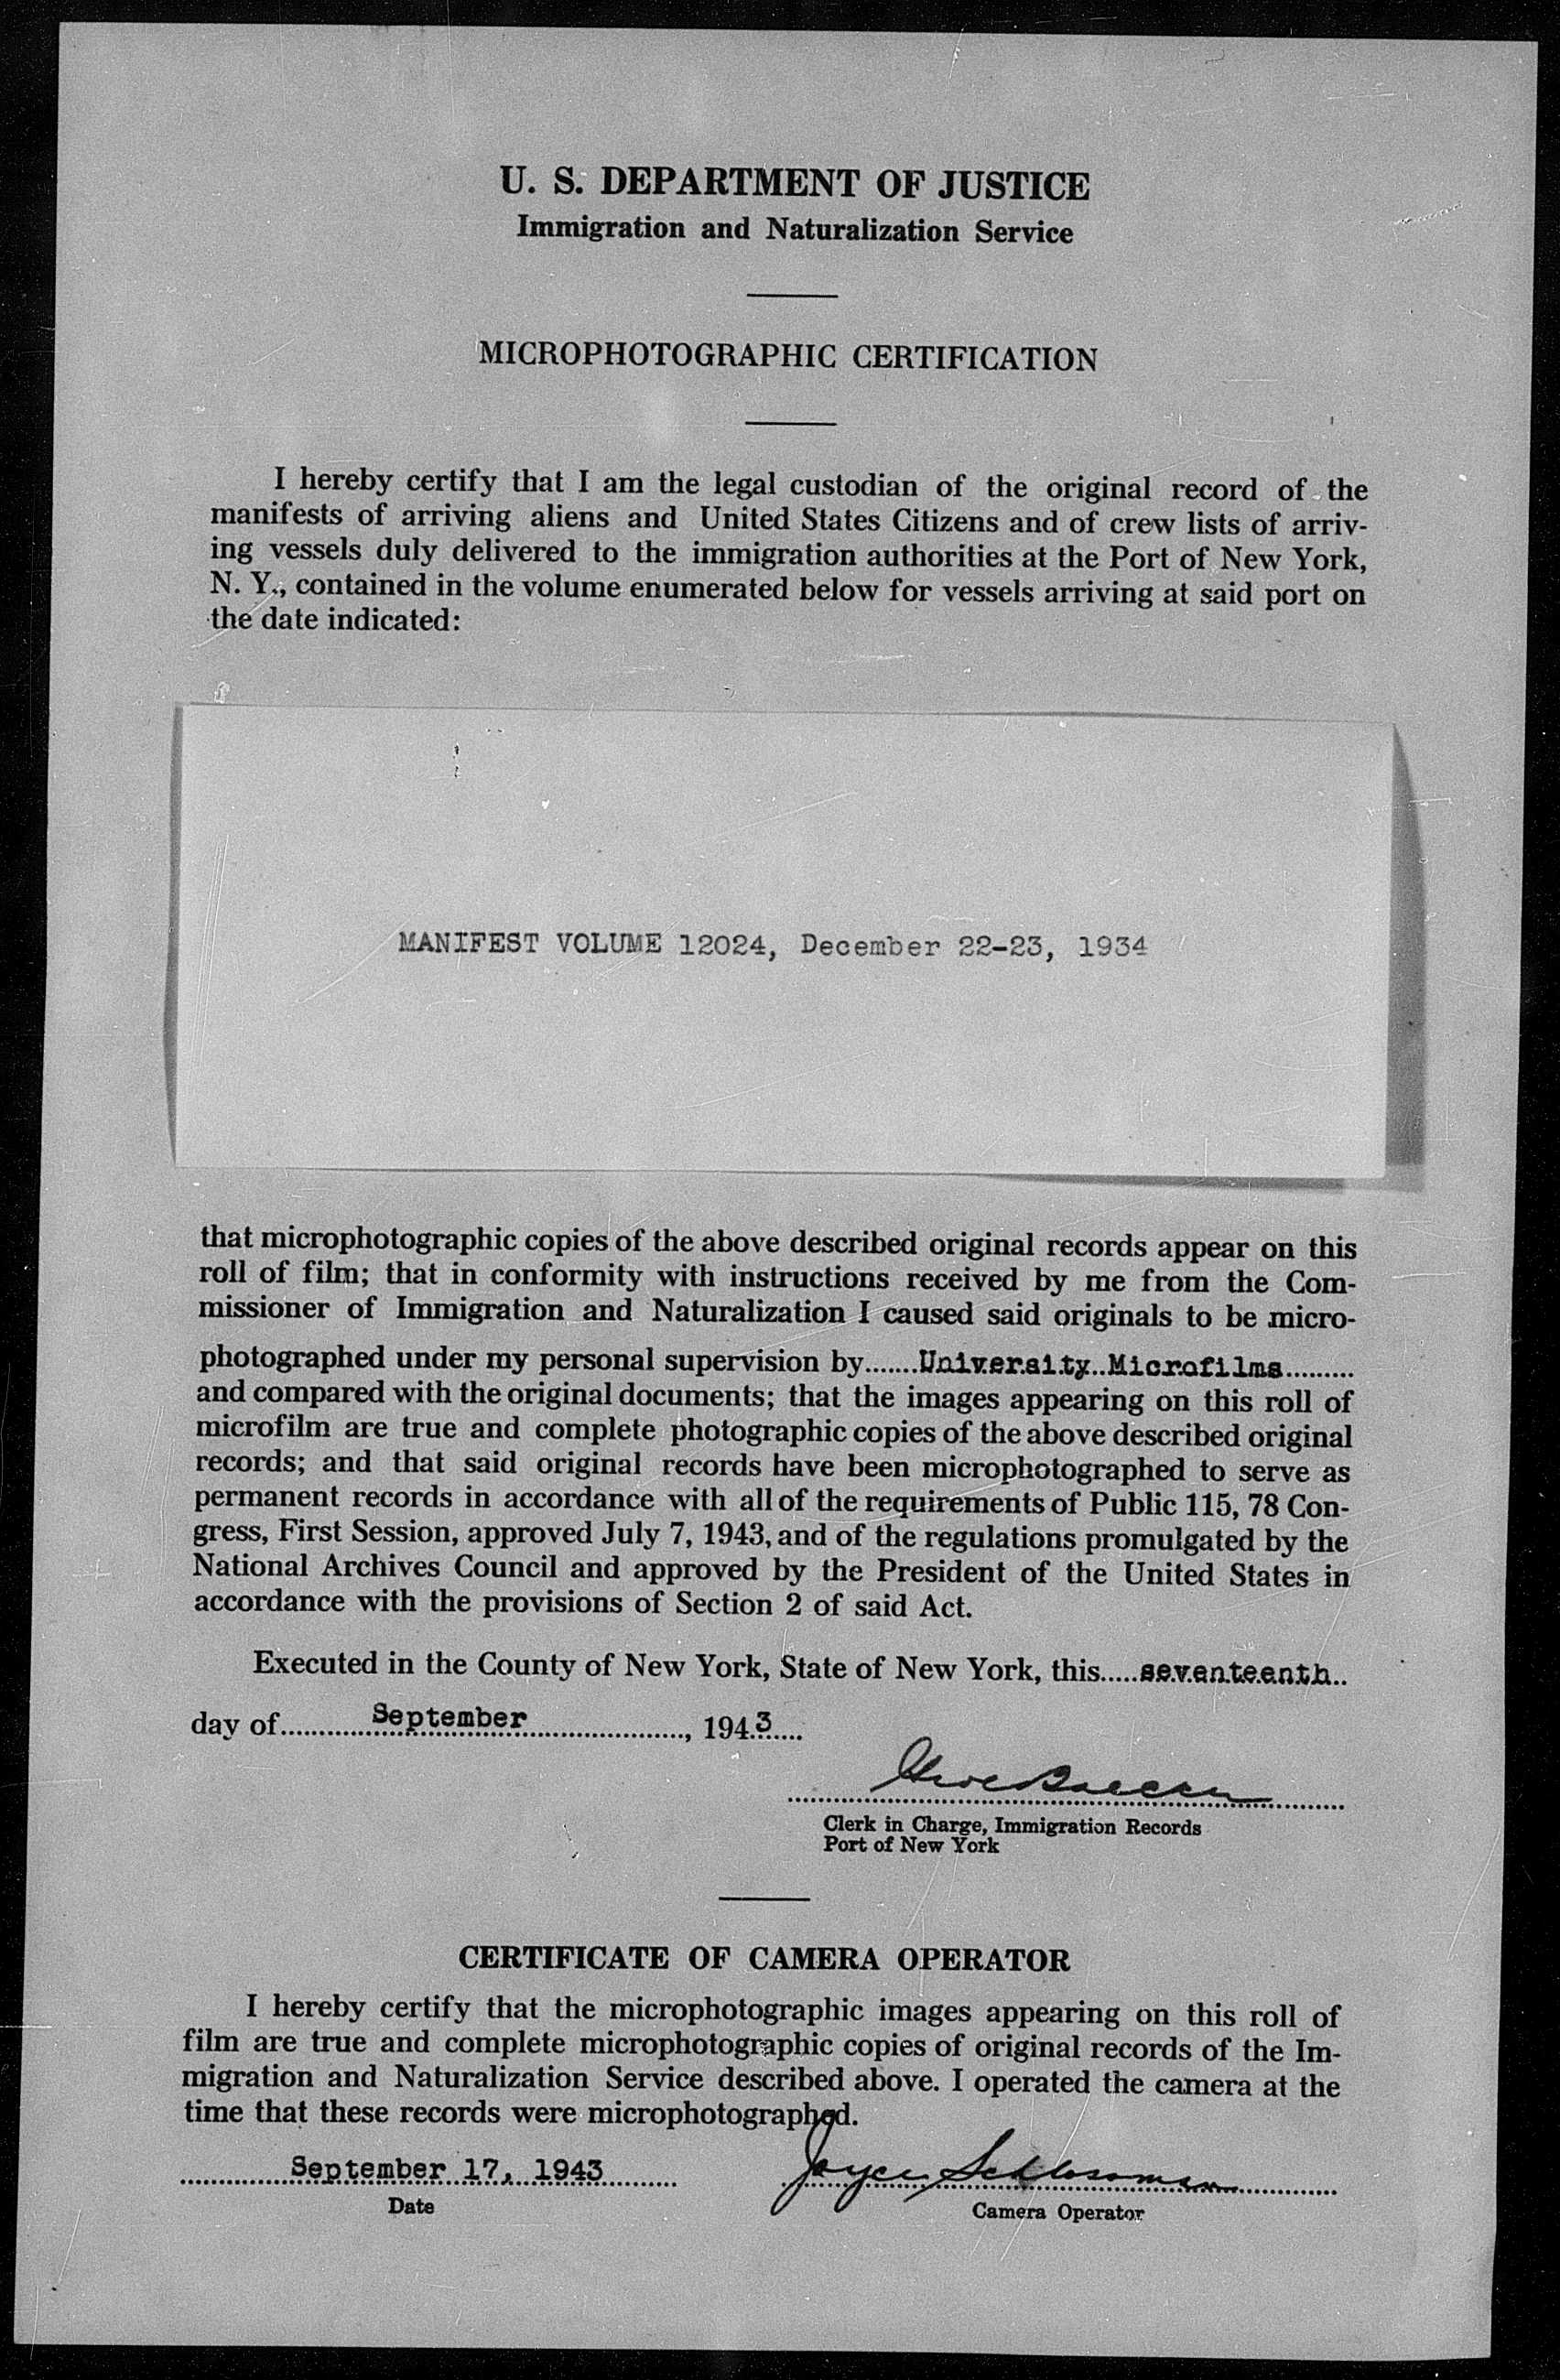 U. S. DEPARTMENT OF JUSTICE
Immigration and Naturalization Service
MICROPHOTOGRAPHIC CERTIFICATION
I hereby certify that I am the legal custodian of the original record of the
manifests of arriving aliens and United States Citizens and of crew lists of arriv-
ing vessels duly delivered to the immigration authorities at the Port of New York,
N. Y., contained in the volume enumerated below for vessels arriving at said port on
the date indicated:
MANIFEST VOLUME 12024, December 22-23, 1934
that microphotographic copies of the above described original records appear on this
roll of film; that in conformity with instructions received by me from the Com-
missioner of Immigration and Naturalization I caused said originals to be micro-
photographed under my personal supervision by.......University Microfilms.........
and compared with the original documents; that the images appearing on this roll of
microfilm are true and complete photographic copies of the above described original
records; and that said original records have been microphotographed to serve as
permanent records in accordance with all of the requirements of Public 115, 78 Con-
gress, First Session, approved July 7, 1943, and of the regulations promulgated by the
National Archives Council and approved by the President of the United States in
accordance with the provisions of Section 2 of said Act.
Executed in the County of New York, State of New York, this.....seventeenth..
day of............September......................, 1943.....
Clerk in Charge, Immigration Records
Port of New York
CERTIFICATE OF CAMERA OPERATOR
I hereby certify that the microphotographic images appearing on this roll of
film are true and complete microphotographic copies of original records of the Im-
migration and Naturalization Service described above. I operated the camera at the
time that these records were microphotographed.
September 17, 1943 Joyce Schlossman
Date Camera Operator